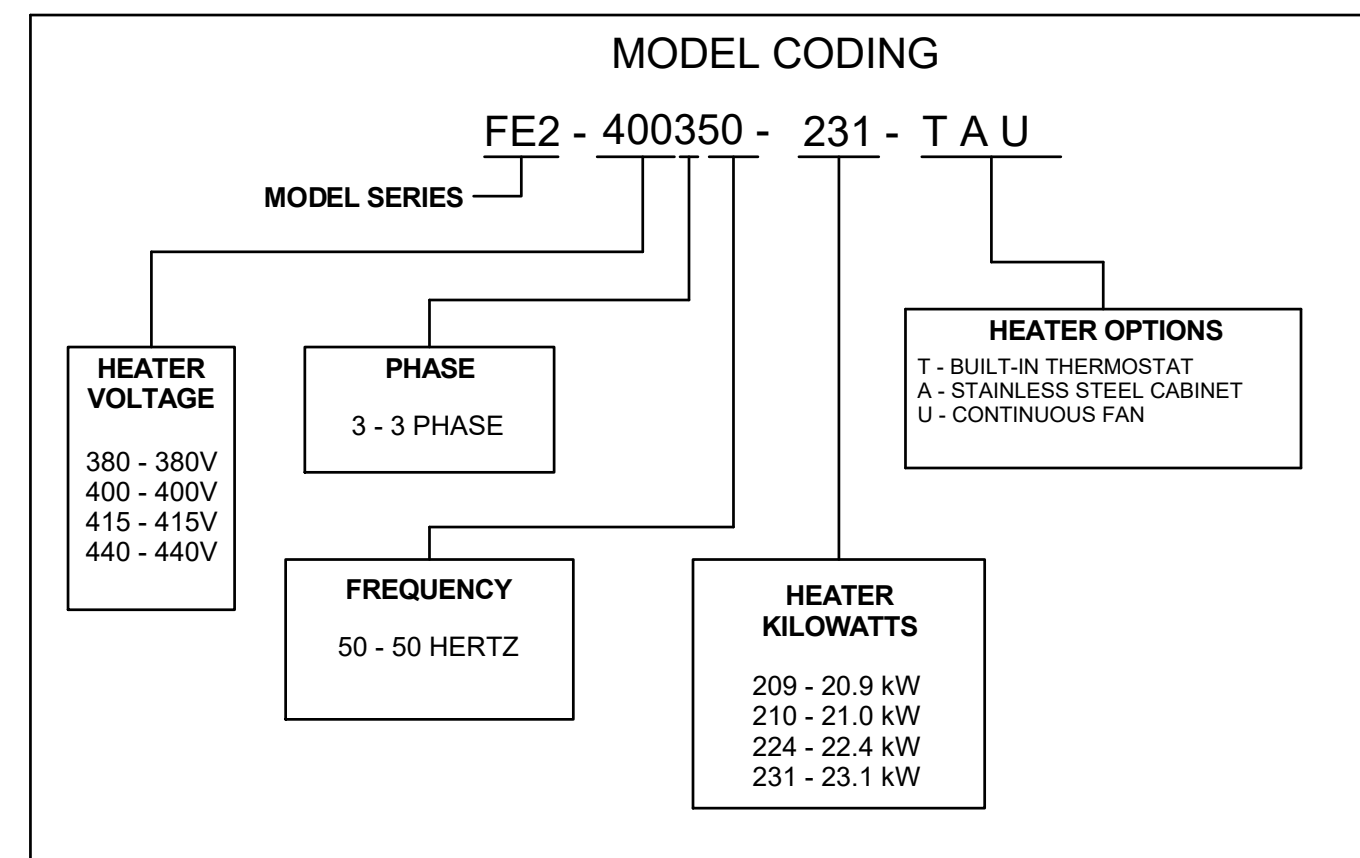 MODEL CODING
FE2 - 400350 - 231 - T A U
MODEL SERIES
HEATER
VOLTAGE
380 - 380V
400 - 400V
415 - 415V
440 - 440V
PHASE
3 - 3 PHASE
FREQUENCY
50 - 50 HERTZ
HEATER
KILOWATTS
209 - 20.9 kW
210 - 21.0 kW
224 - 22.4 kW
231 - 23.1 kW
HEATER OPTIONS
T - BUILT-IN THERMOSTAT
A - STAINLESS STEEL CABINET
U - CONTINUOUS FAN